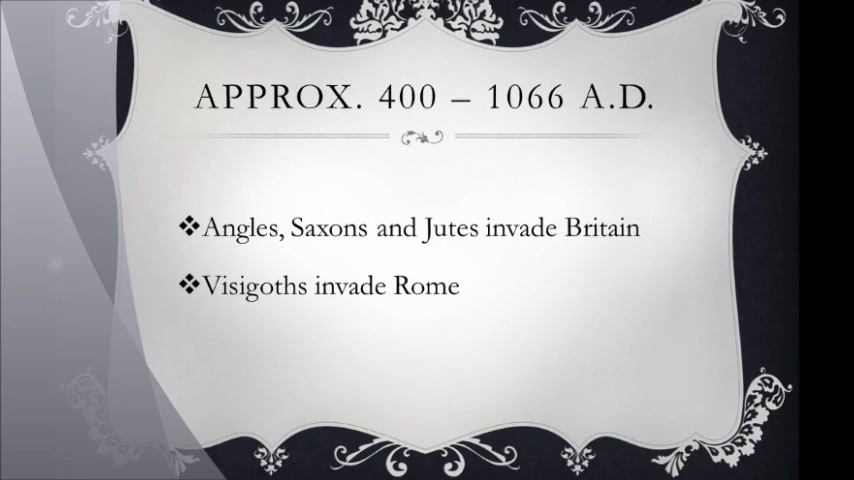 APPROX. 400 – 1066 A.D.
❖Angles, Saxons and Jutes invade Britain
❖Visigoths invade Rome